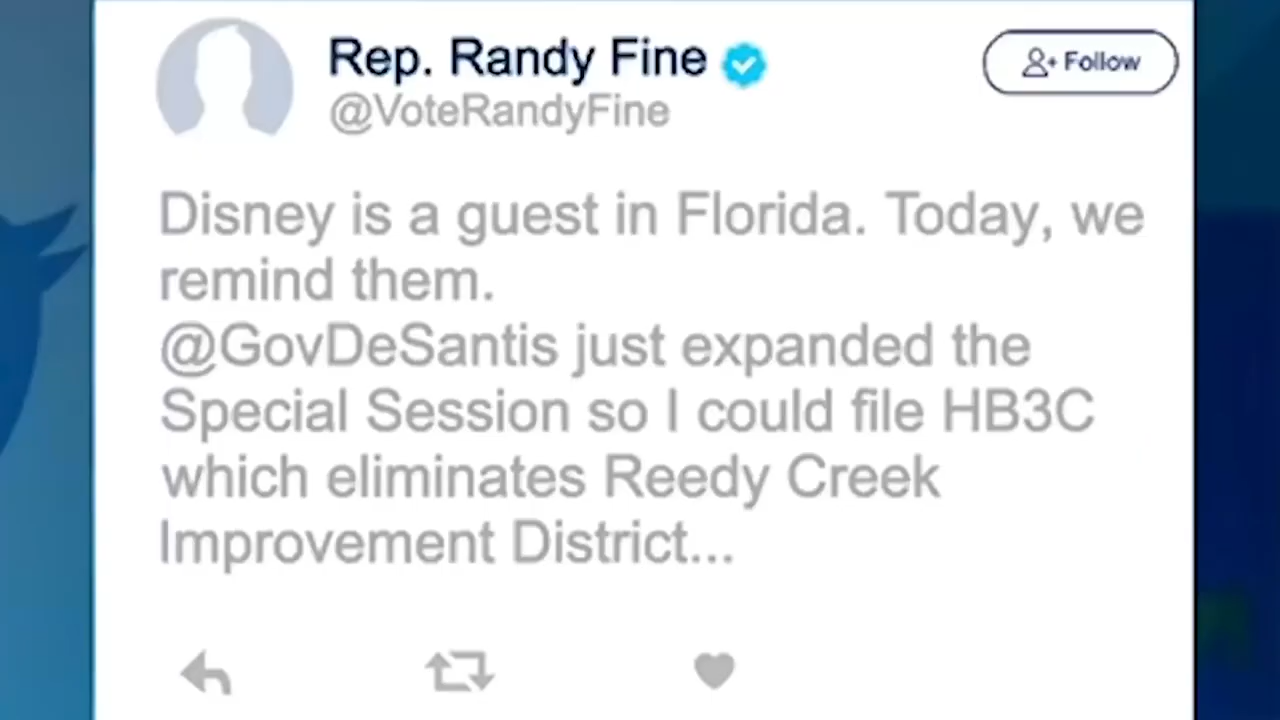 Rep. Randy Fine
Follow
@VoteRandyFine
Disney is a guest in Florida. Today, we
remind them.
@GovDeSantis just expanded the
Special Session so I could file HB3C
which eliminates Reedy Creek
Improvement District...